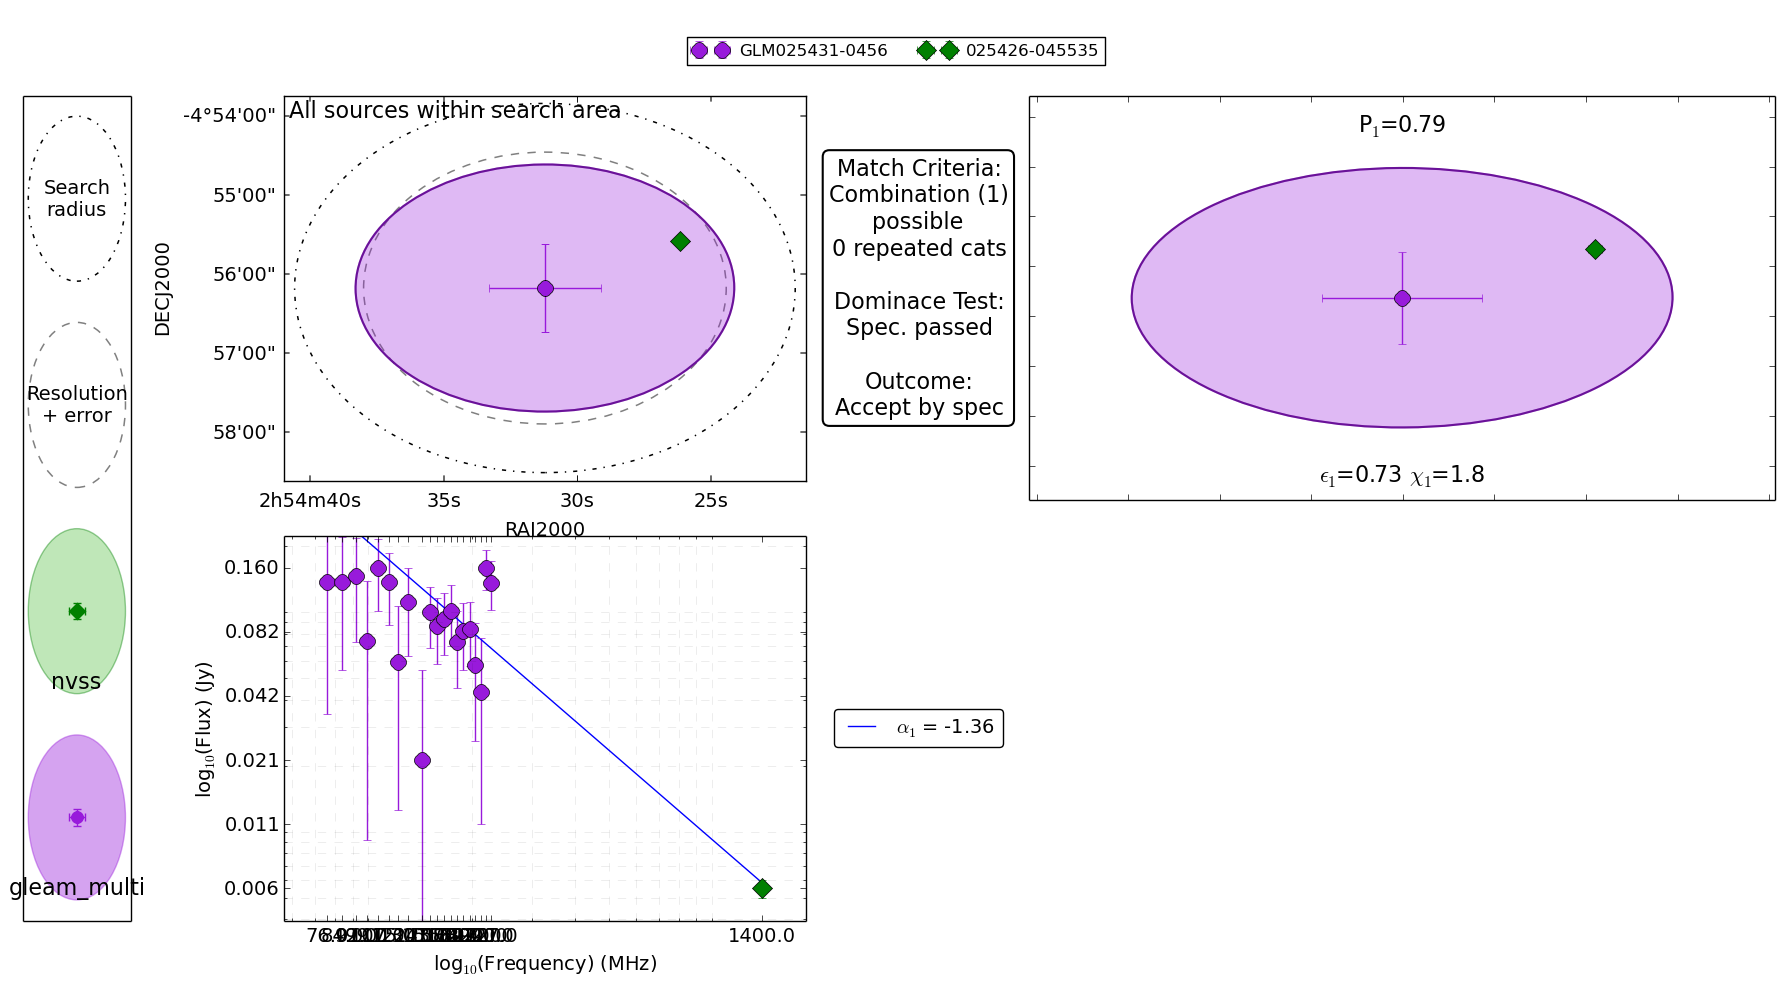 GLM025431-0456 025426-045535
All sources within search area
Search
radius
Resolution
+ error
nvss
gleam_multi
DECJ2000
-4°54'00"
55'00"
56'00"
57'00"
58'00"
2h54m40s 35s 30s 25s
RAJ2000
Match Criteria:
Combination (1)
possible
0 repeated cats
Dominace Test:
Spec. passed
Outcome:
Accept by spec
P1=0.79
ϵ1=0.73 χ1=1.8
log10(Flux) (Jy)
0.160
0.082
0.042
0.021
0.011
0.006
1400.0
log10(Frequency) (MHz)
α1 = -1.36